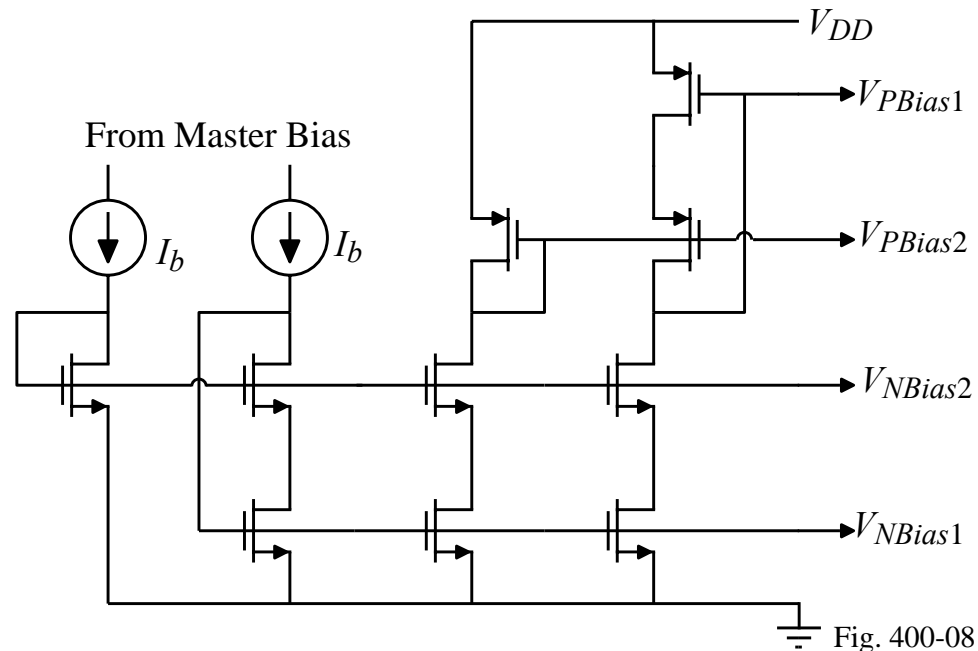 V_DD
V_PBias1
From Master Bias
I_b
I_b
V_PBias2
V_NBias2
V_NBias1
Fig. 400-08